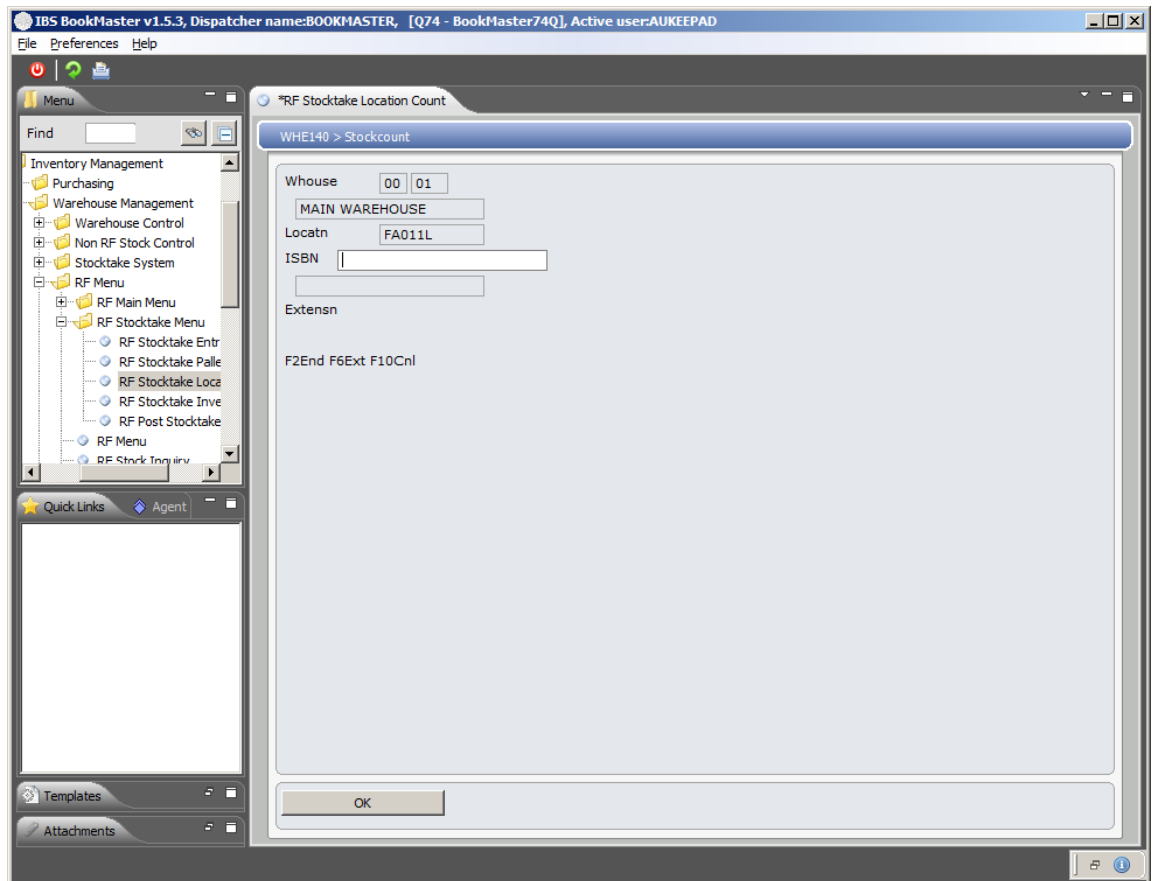 IBS BookMaster v1.5.3, Dispatcher name:BOOKMASTER, [Q74 - BookMaster74Q], Active user:AUKEEPAD
File Preferences Help
Menu
Find
Inventory Management
Purchasing
Warehouse Management
Warehouse Control
Non RF Stock Control
Stocktake System
RF Menu
RF Main Menu
RF Stocktake Menu
RF Stocktake Entr
RF Stocktake Palle
RF Stocktake Loca
RF Stocktake Inve
RF Post Stocktake
RF Menu
RF Stock Inquiry
Quick Links Agent
Templates
Attachments
*RF Stocktake Location Count
WHE140 > Stockcount
Whouse 00 01
MAIN WAREHOUSE
Locatn FA011L
ISBN
Extensn
F2End F6Ext F10Cnl
OK